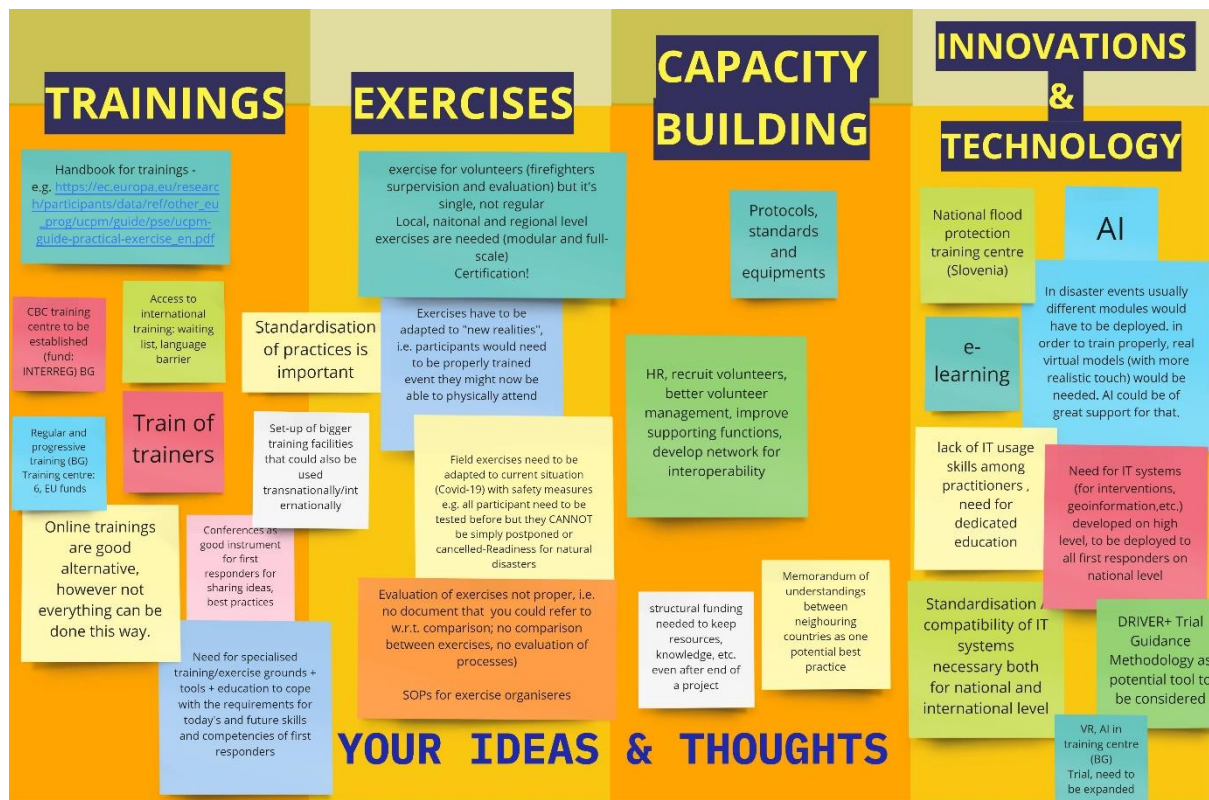 TRAININGS
Handbook for trainings -
e.g. https://ec.europa.eu/researc
h/participants/data/ref/other_eu
_prog/ucpm/guide/pse/ucpm-
guide-practical-exercise_en.pdf
CBC training
centre to be
established
(fund:
INTERREG) BG
Access to
international
training: waiting
list, language
barrier
Standardisation
of practices is
important
Regular and
progressive
training (BG)
Training centre:
6, EU funds
Train of
trainers
Set-up of bigger
training facilities
that could also be
used
transnationally/int
ernationally
Online trainings
are good
alternative,
however not
everything can be
done this way.
Conferences as
good instrument
for first
responders for
sharing ideas,
best practices
Need for specialised
training/exercise grounds +
tools + education to cope
with the requirements for
today's and future skills
and competencies of first
responders
EXERCISES
exercise for volunteers (firefighters
surpervision and evaluation) but it's
single, not regular
Local, naitonal and regional level
exercises are needed (modular and full-
scale)
Certification!
Exercises have to be
adapted to "new realities",
i.e. participants would need
to be properly trained
event they might now be
able to physically attend
Field exercises need to be
adapted to current situation
(Covid-19) with safety measures
e.g. all participant need to be
tested before but they CANNOT
be simply postponed or
cancelled-Readiness for natural
disasters
Evaluation of exercises not proper, i.e.
no document that you could refer to
w.r.t. comparison; no comparison
between exercises, no evaluation of
processes)
SOPs for exercise organiseres
CAPACITY
BUILDING
Protocols,
standards
and
equipments
HR, recruit volunteers,
better volunteer
management, improve
supporting functions,
develop network for
interoperability
structural funding
needed to keep
resources,
knowledge, etc.
even after end of
a project
Memorandum of
understandings
between
neighouring
countries as one
potential best
practice
INNOVATIONS
&
TECHNOLOGY
National flood
protection
training centre
(Slovenia)
AI
In disaster events usually
different modules would
have to be deployed. in
order to train properly, real
virtual models (with more
realistic touch) would be
needed. AI could be of
great support for that.
e-
learning
lack of IT usage
skills among
practitioners ,
need for
dedicated
education
Need for IT systems
(for interventions,
geoinformation,etc.)
developed on high
level, to be deployed to
all first responders on
national level
Standardisation /
compatibility of IT
systems
necessary both
for national and
international level
DRIVER+ Trial
Guidance
Methodology as
potential tool to
be considered
VR, AI in
training centre
(BG)
Trial, need to
be expanded
YOUR IDEAS & THOUGHTS